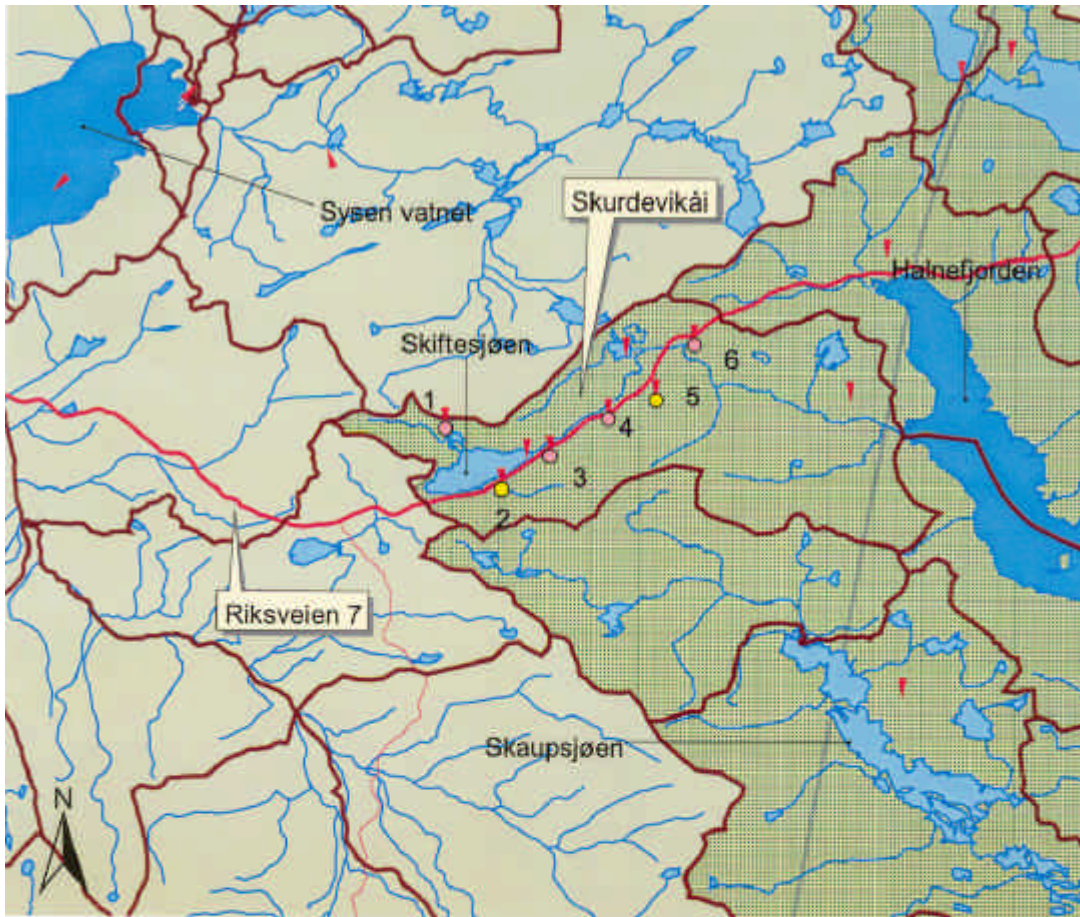 Sysen vatnet
Skurdevikåi
Halnefjorden
Skiftesjøen
1
6
5
4
3
2
Riksveien 7
Skaupsjøen
N